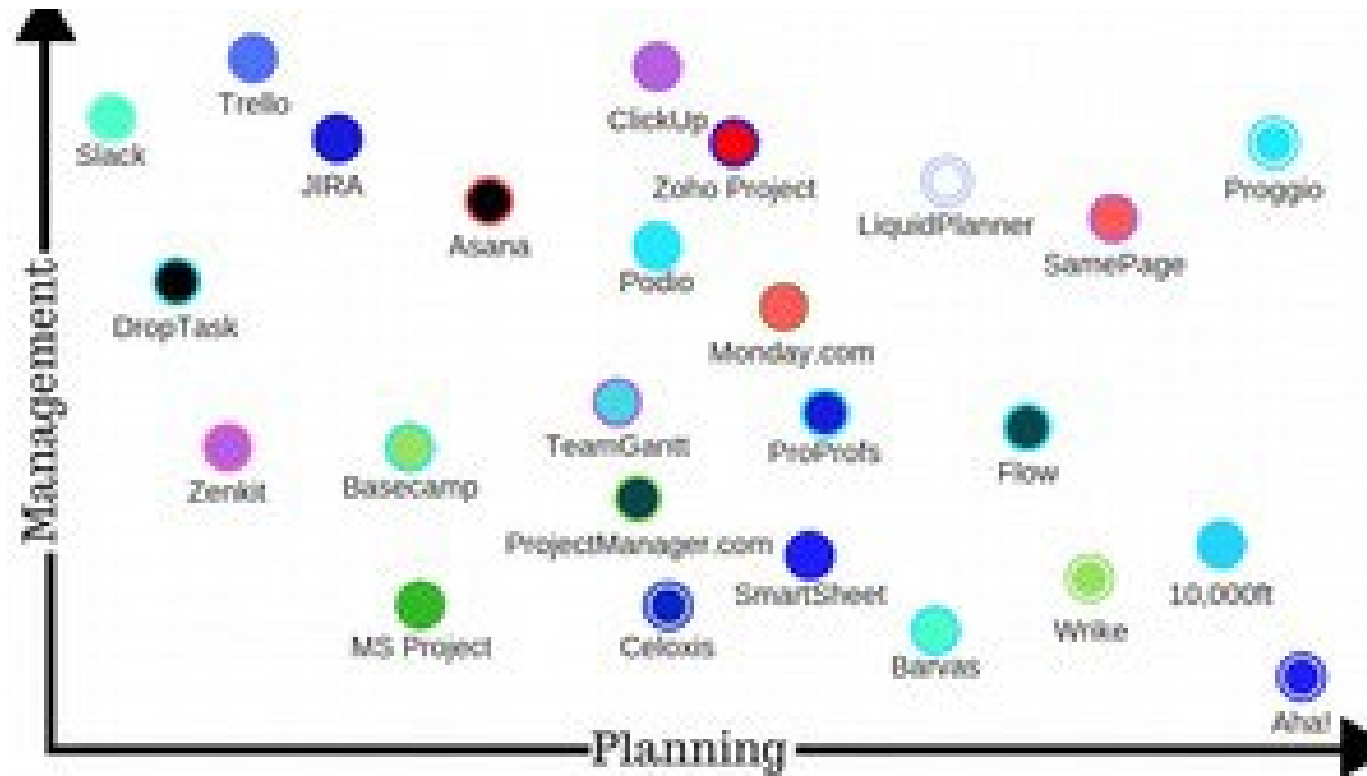 Trello
ClickUp
Slack
JIRA
Zoho Project
Proggio
LiquidPlanner
Asana
SamePage
Podio
DropTask
Monday.com
Management
TeamGantt
ProProfs
Flow
Zenkit
Basecamp
ProjectManager.com
SmartSheet
10,000ft
Wrike
MS Project
Celoxis
Barvas
Aha!
Planning